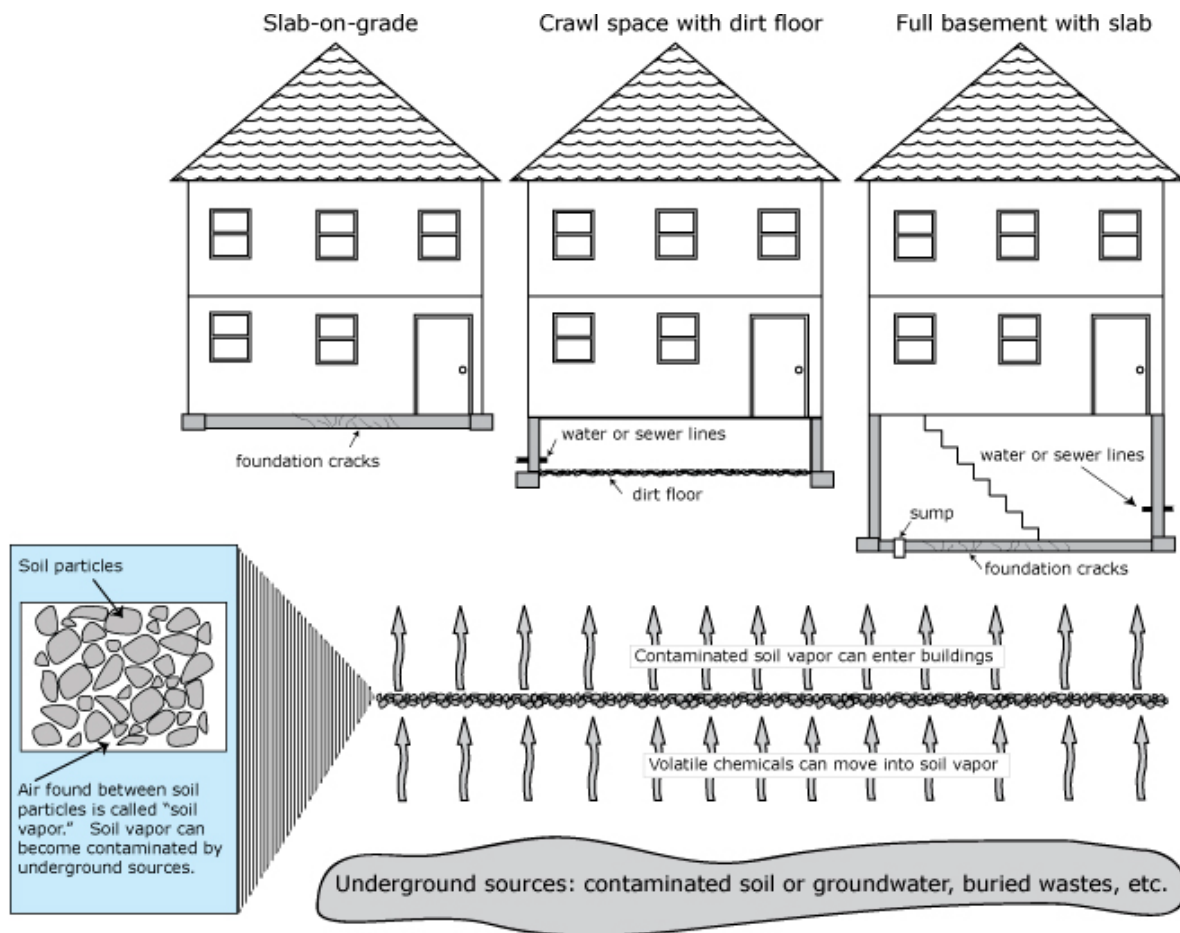 Slab-on-grade
Crawl space with dirt floor
Full basement with slab
foundation cracks
water or sewer lines
dirt floor
water or sewer lines
sump
foundation cracks
Soil particles
Air found between soil
particles is called “soil
vapor.”  Soil vapor can
become contaminated by
underground sources.
Contaminated soil vapor can enter buildings
Volatile chemicals can move into soil vapor
Underground sources: contaminated soil or groundwater, buried wastes, etc.